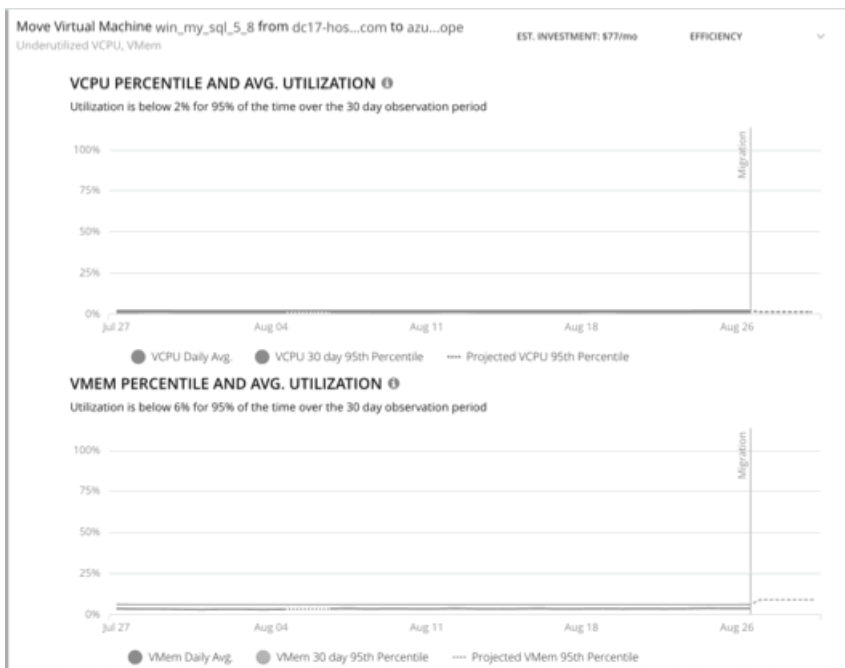 Move Virtual Machine win_my_sql_5_8 from dc17-hos...com to azu...ope
EST. INVESTMENT: $77/mo
EFFICIENCY
Underutilized VCPU, VMem
VCPU PERCENTILE AND AVG. UTILIZATION
Utilization is below 2% for 95% of the time over the 30 day observation period
100%
75%
50%
25%
0%
Migration
Jul 27
Aug 04
Aug 11
Aug 18
Aug 26
VCPU Daily Avg.
VCPU 30 day 95th Percentile
Projected VCPU 95th Percentile
VMEM PERCENTILE AND AVG. UTILIZATION
Utilization is below 6% for 95% of the time over the 30 day observation period
100%
75%
50%
25%
0%
Migration
Jul 27
Aug 04
Aug 11
Aug 18
Aug 26
VMem Daily Avg.
VMem 30 day 95th Percentile
Projected VMem 95th Percentile